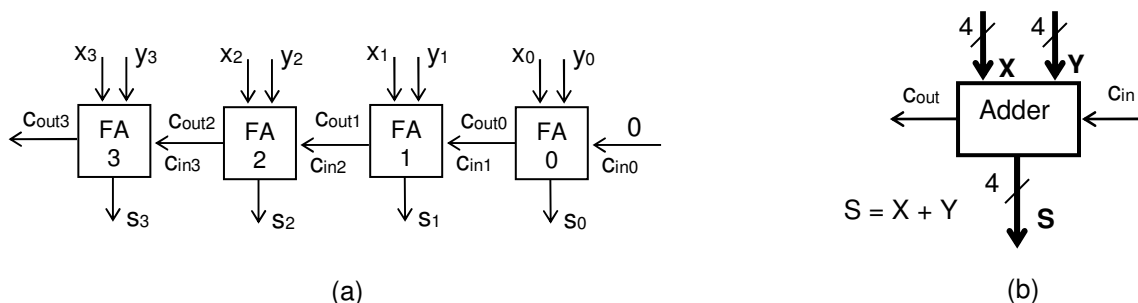 x3 y3 x2 y2 x1 y1 x0 y0
cout3 FA 3 cout2 cin3 FA 2 cout1 cin2 FA 1 cout0 cin1 FA 0 0 cin0
s3 s2 s1 s0
(a)
4 4
X Y
cout Adder cin
4
S = X + Y S
(b)